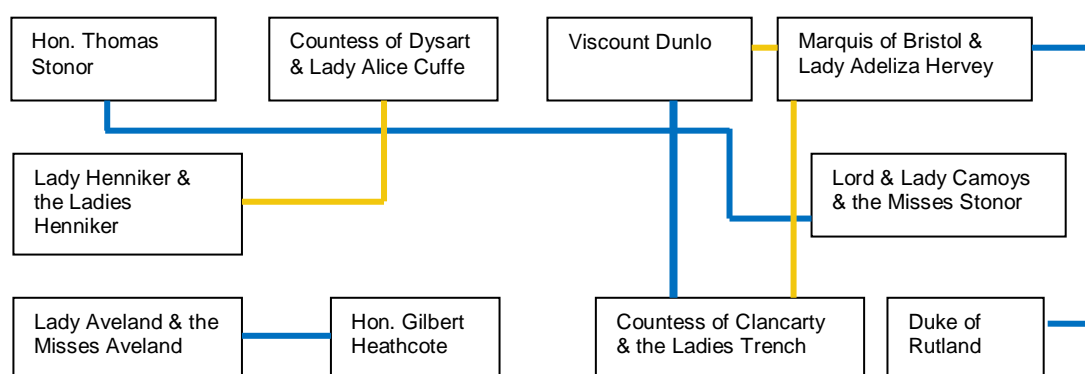 Hon. Thomas
Stonor
Countess of Dysart
& Lady Alice Cuffe
Viscount Dunlo
Marquis of Bristol &
Lady Adeliza Hervey
Lady Henniker &
the Ladies
Henniker
Lord & Lady Camoys
& the Misses Stonor
Lady Aveland & the
Misses Aveland
Hon. Gilbert
Heathcote
Countess of Clancarty
& the Ladies Trench
Duke of
Rutland